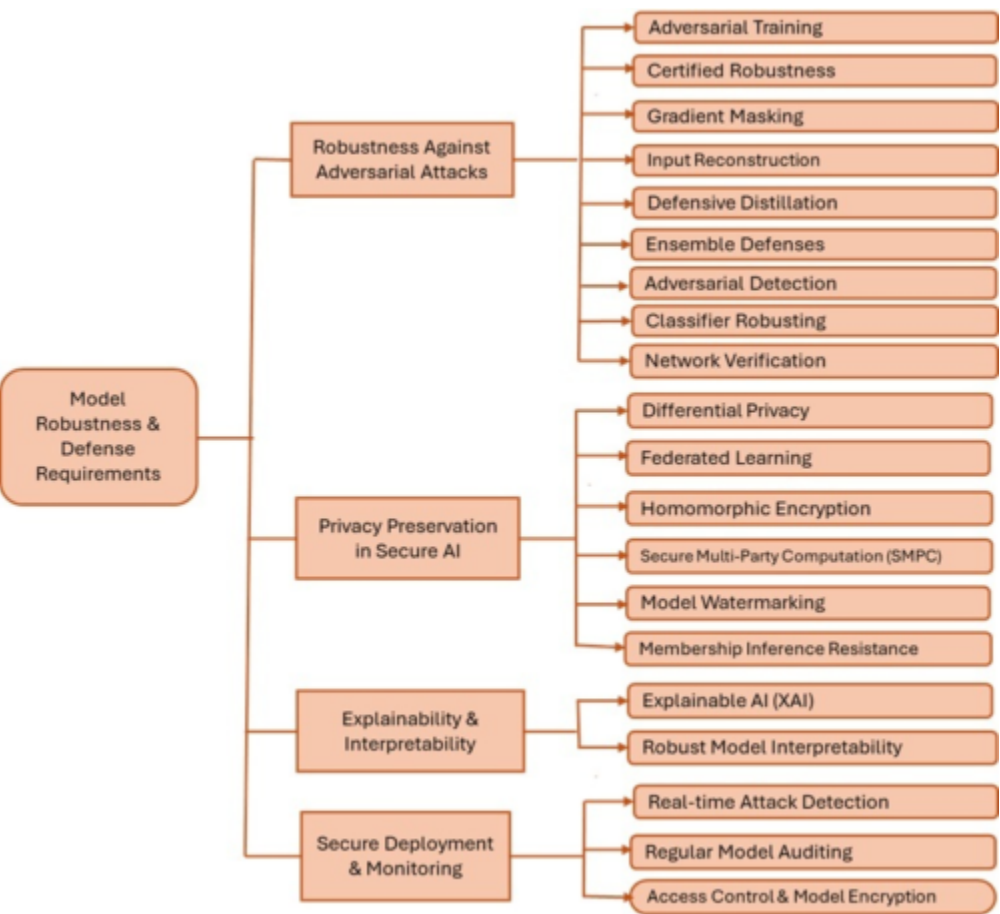 Model
Robustness &
Defense
Requirements
Robustness Against
Adversarial Attacks
Adversarial Training
Certified Robustness
Gradient Masking
Input Reconstruction
Defensive Distillation
Ensemble Defenses
Adversarial Detection
Classifier Robusting
Network Verification
Privacy Preservation
in Secure AI
Differential Privacy
Federated Learning
Homomorphic Encryption
Secure Multi-Party Computation (SMPC)
Model Watermarking
Membership Inference Resistance
Explainability &
Interpretability
Explainable AI (XAI)
Robust Model Interpretability
Secure Deployment
& Monitoring
Real-time Attack Detection
Regular Model Auditing
Access Control & Model Encryption